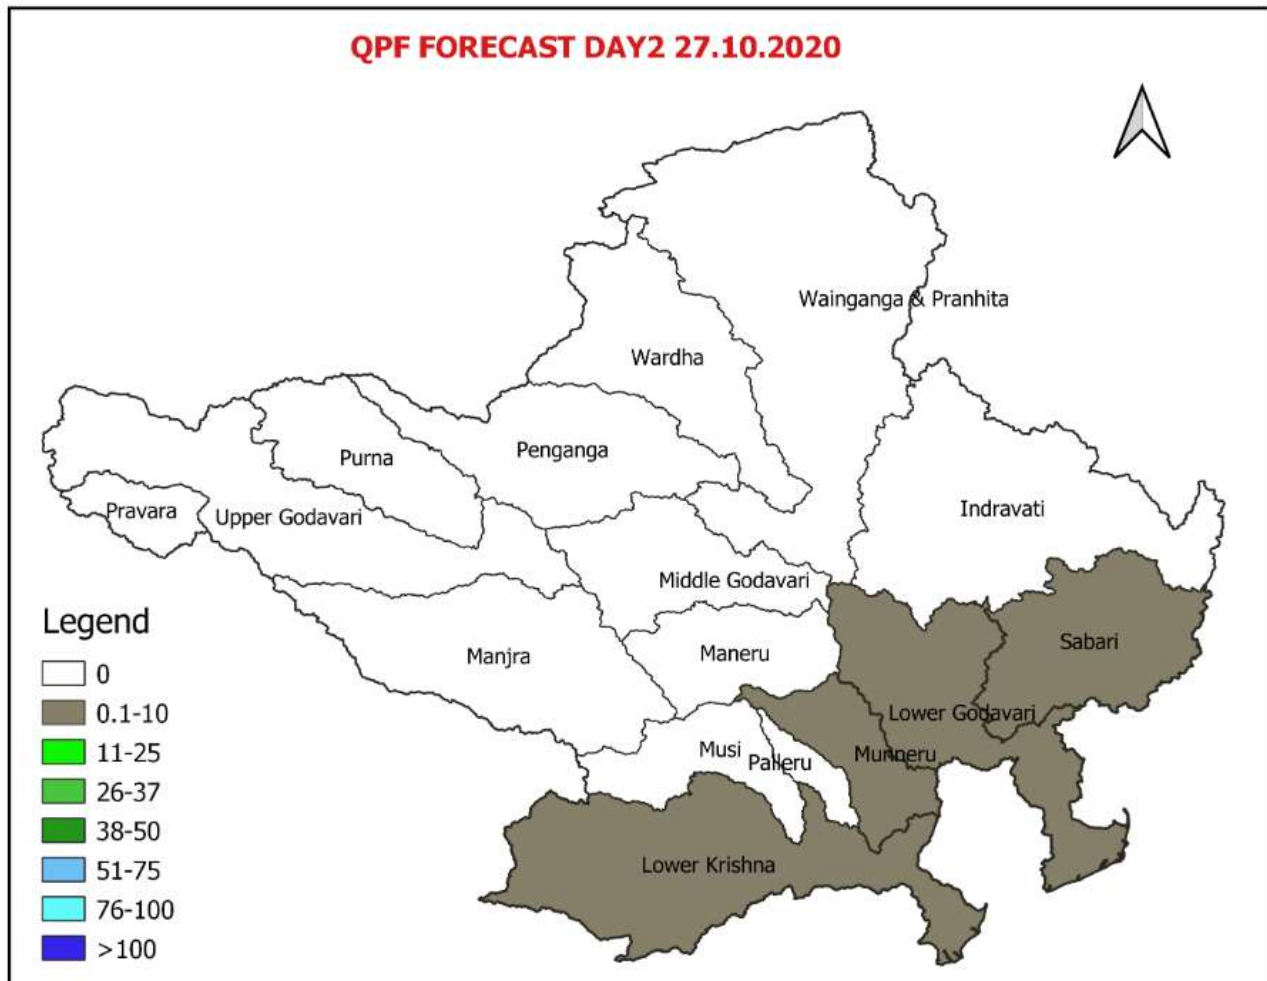 QPF FORECAST DAY2 27.10.2020
Wainganga & Pranhita
Wardha
Penganga
Purna
Pravara
Upper Godavari
Indravati
Middle Godavari
Manjra
Maneru
Sabari
Lower Godavari
Musi
Palleru
Munneru
Lower Krishna
Legend
0
0.1-10
11-25
26-37
38-50
51-75
76-100
>100